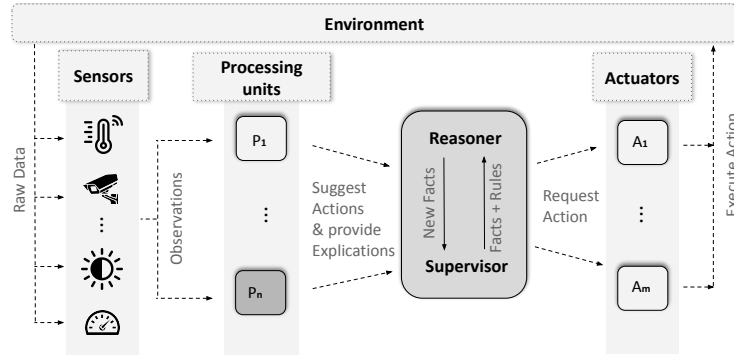 Environment
Sensors
Processing
units
Actuators
Raw Data
⋯
Observations
P1
⋮
Pn
Suggest
Actions
& provide
Explications
Reasoner
New Facts
Facts + Rules
Supervisor
Request
Action
A1
⋮
Am
Execute Action